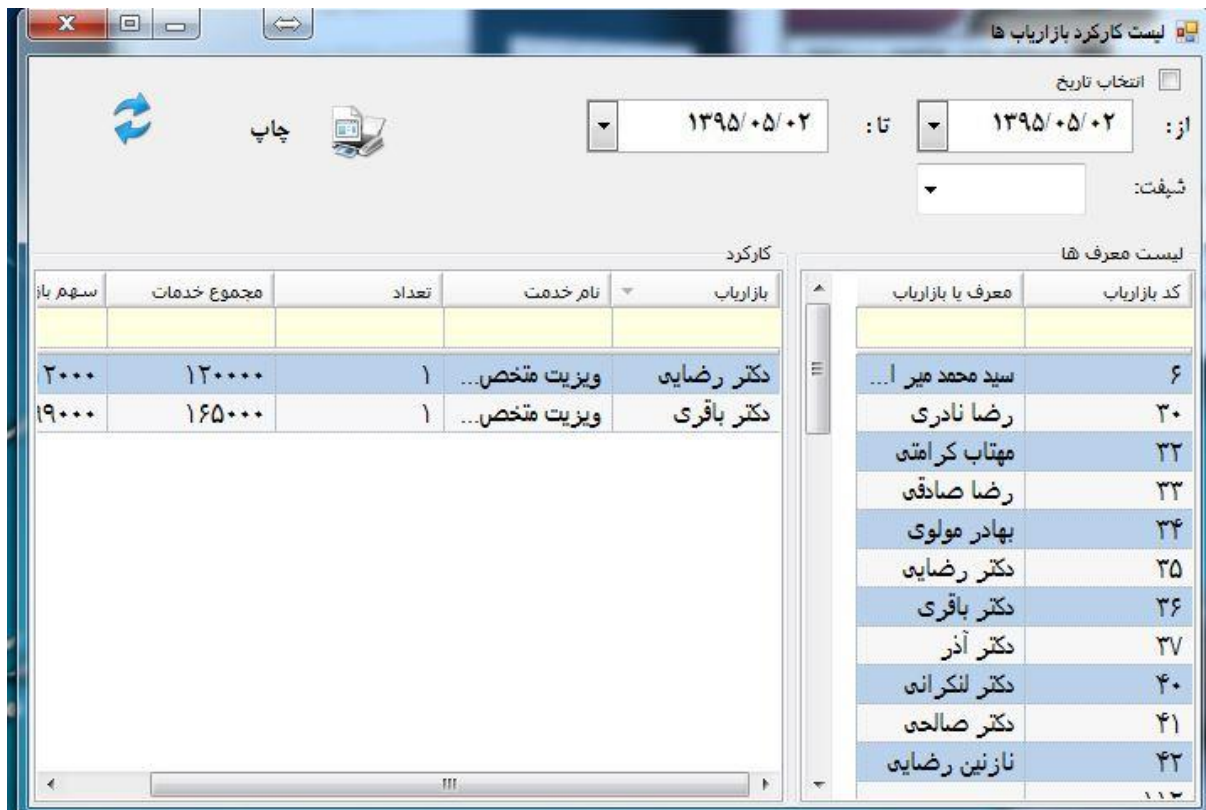 لیست کارکرد بازاریاب ها
انتخاب تاریخ
از: ۱۳۹۵/۰۵/۰۲ تا: ۱۳۹۵/۰۵/۰۲ چاپ
شیفت:
لیست معرف ها
کد بازاریاب معرف یا بازاریاب
۶ سید محمد میر ا...
۳۰ رضا نادری
۳۲ مهتاب کرامتی
۳۳ رضا صادقی
۳۴ بهادر مولوی
۳۵ دکتر رضایی
۳۶ دکتر باقری
۳۷ دکتر آذر
۴۰ دکتر لنکرانی
۴۱ دکتر صالحی
۴۲ نازنین رضایی
کارکرد
بازاریاب نام خدمت تعداد مجموع خدمات سهم باز
دکتر رضایی ویزیت متخص... ۱ ۱۲۰۰۰۰ ۲۰۰۰
دکتر باقری ویزیت متخص... ۱ ۱۶۵۰۰۰ ۹۰۰۰